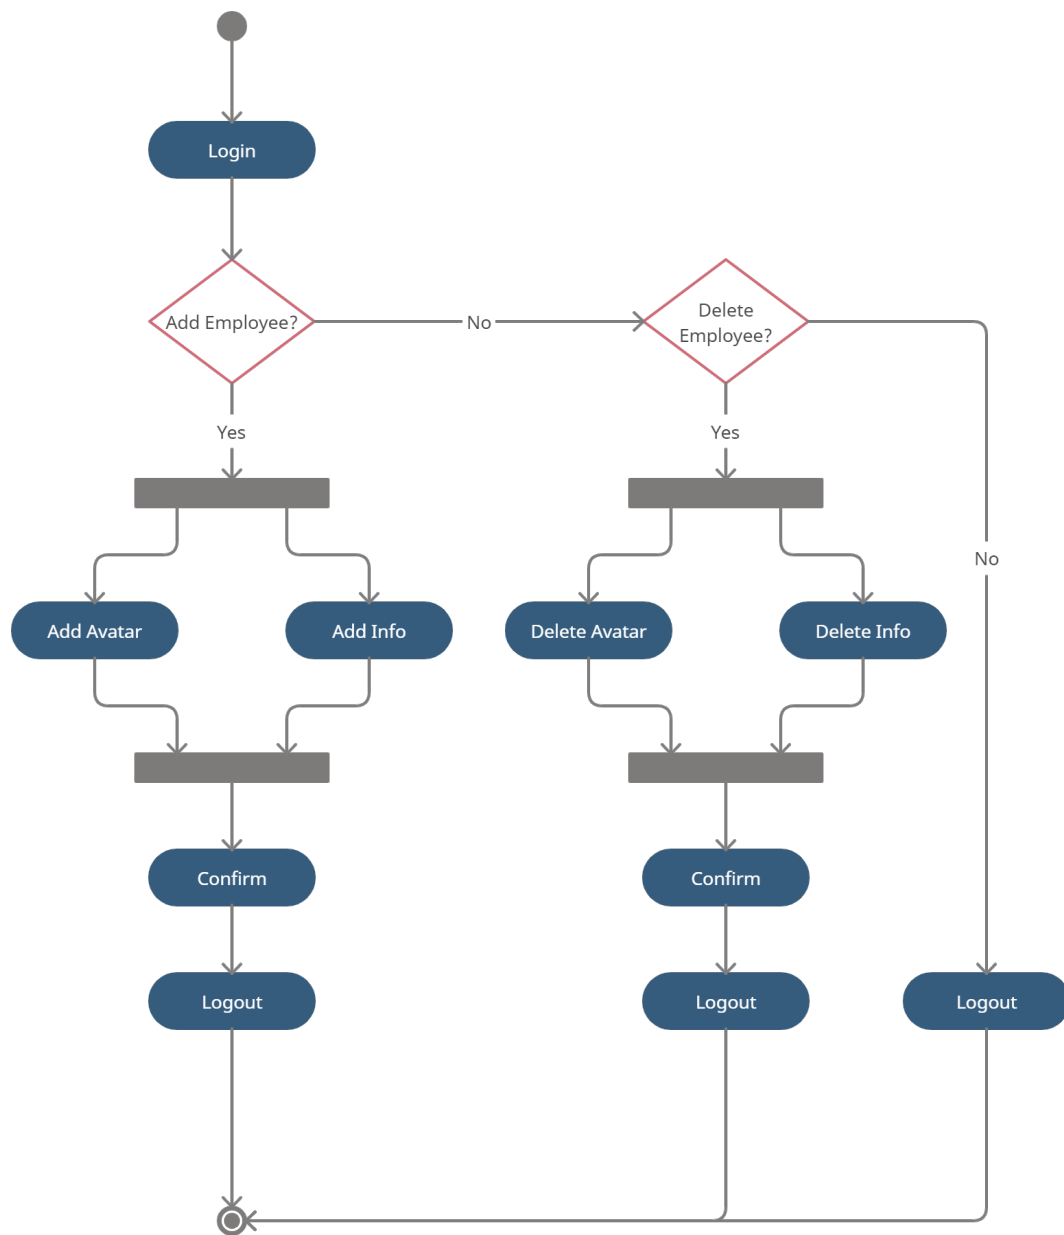 Login
Add Employee?
No
Delete
Employee?
Yes
Yes
No
Add Avatar
Add Info
Delete Avatar
Delete Info
Confirm
Confirm
Logout
Logout
Logout